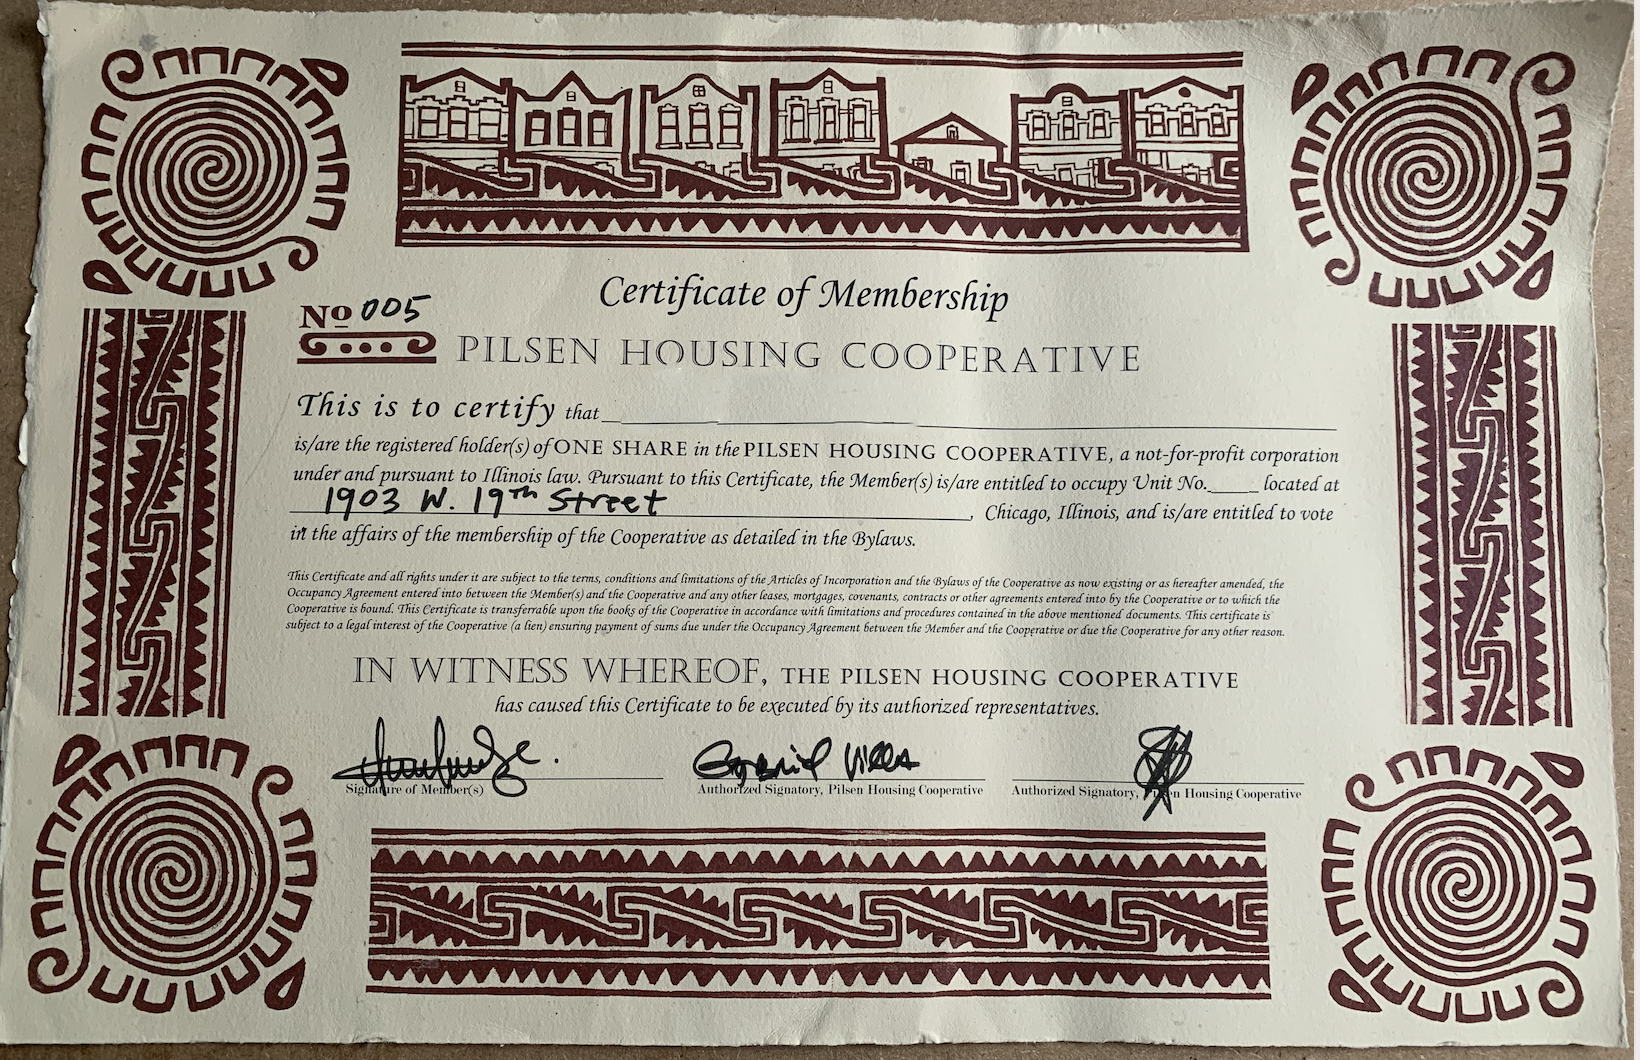 Certificate of Membership
No 005
PILSEN HOUSING COOPERATIVE
This is to certify that
is/are the registered holder(s) of ONE SHARE in the PILSEN HOUSING COOPERATIVE, a not-for-profit corporation
under and pursuant to Illinois law. Pursuant to this Certificate, the Member(s) is/are entitled to occupy Unit No. located at
1903 W. 19th Street, Chicago, Illinois, and is/are entitled to vote
in the affairs of the membership of the Cooperative as detailed in the Bylaws.
This Certificate and all rights under it are subject to the terms, conditions and limitations of the Articles of Incorporation and the Bylaws of the Cooperative as now existing or as hereafter amended, the
Occupancy Agreement entered into between the Member(s) and the Cooperative and any other leases, mortgages, covenants, contracts or other agreements entered into by the Cooperative or to which the
Cooperative is bound. This Certificate is transferrable upon the books of the Cooperative in accordance with limitations and procedures contained in the above mentioned documents. This certificate is
subject to a legal interest of the Cooperative (a lien) ensuring payment of sums due under the Occupancy Agreement between the Member and the Cooperative or due the Cooperative for any other reason.
IN WITNESS WHEREOF, THE PILSEN HOUSING COOPERATIVE
has caused this Certificate to be executed by its authorized representatives.
Signature of Member(s) Authorized Signatory, Pilsen Housing Cooperative Authorized Signatory, Pilsen Housing Cooperative